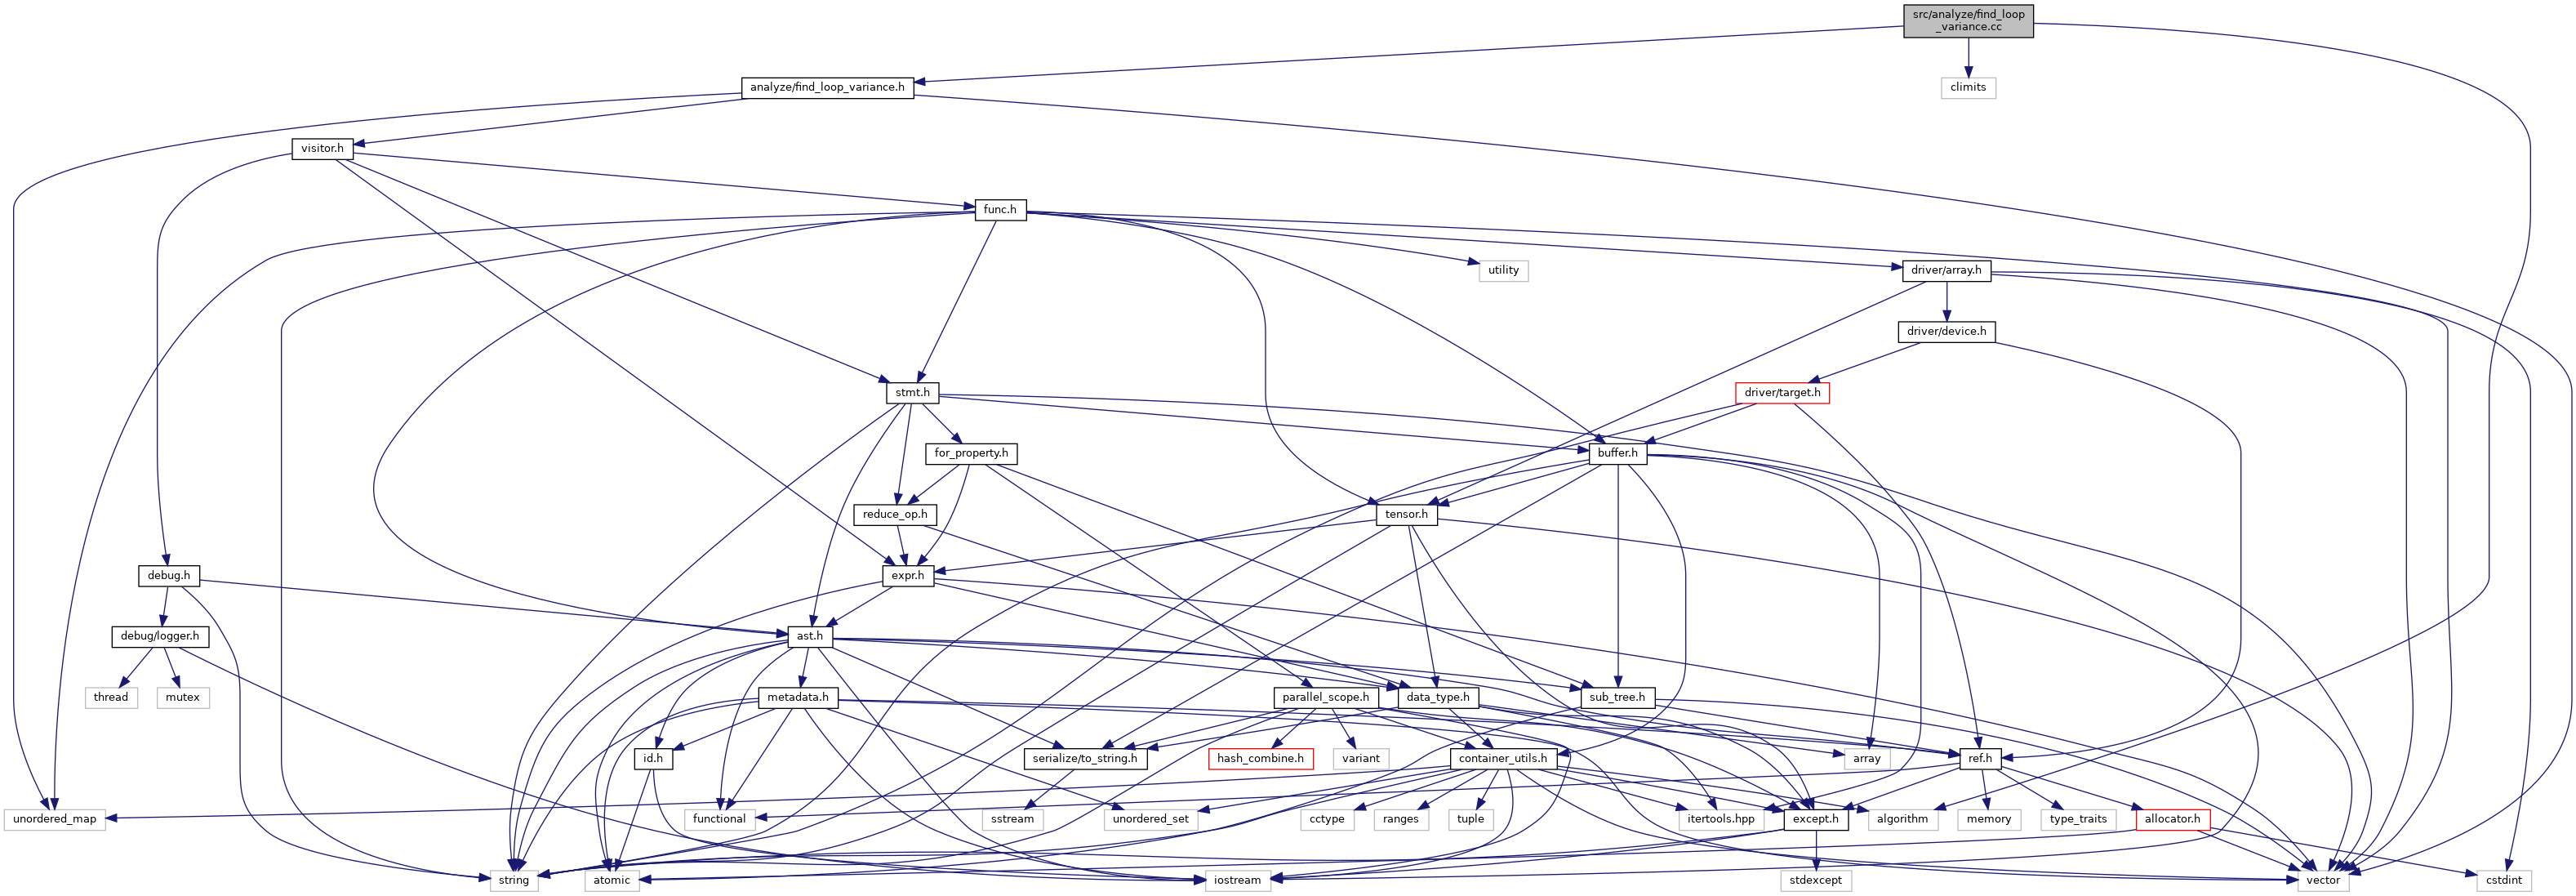 src/analyze/find_loop
_variance.cc
analyze/find_loop_variance.h
climits
visitor.h
func.h
utility
driver/array.h
driver/device.h
stmt.h
driver/target.h
for_property.h
buffer.h
reduce_op.h
tensor.h
debug.h
expr.h
debug/logger.h
ast.h
thread
mutex
metadata.h
parallel_scope.h
data_type.h
sub_tree.h
id.h
serialize/to_string.h
hash_combine.h
variant
container_utils.h
array
ref.h
unordered_map
functional
sstream
unordered_set
cctype
ranges
tuple
itertools.hpp
except.h
algorithm
memory
type_traits
allocator.h
string
atomic
iostream
stdexcept
vector
cstdint